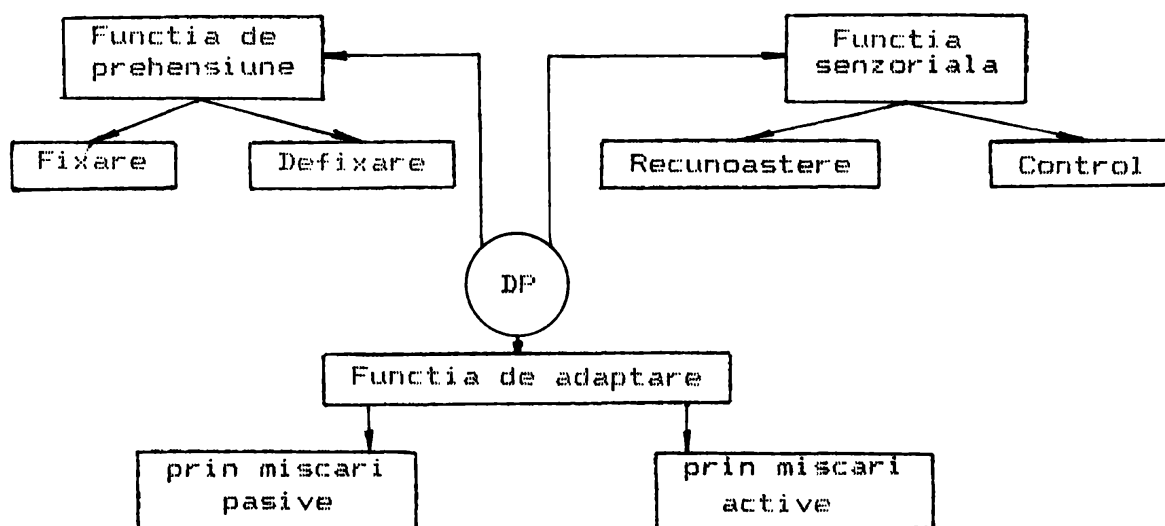 Functia de
prehensiune
Functia
senzoriala
Fixare
Defixare
Recunoastere
Control
DP
Functia de adaptare
prin miscari
pasive
prin miscari
active